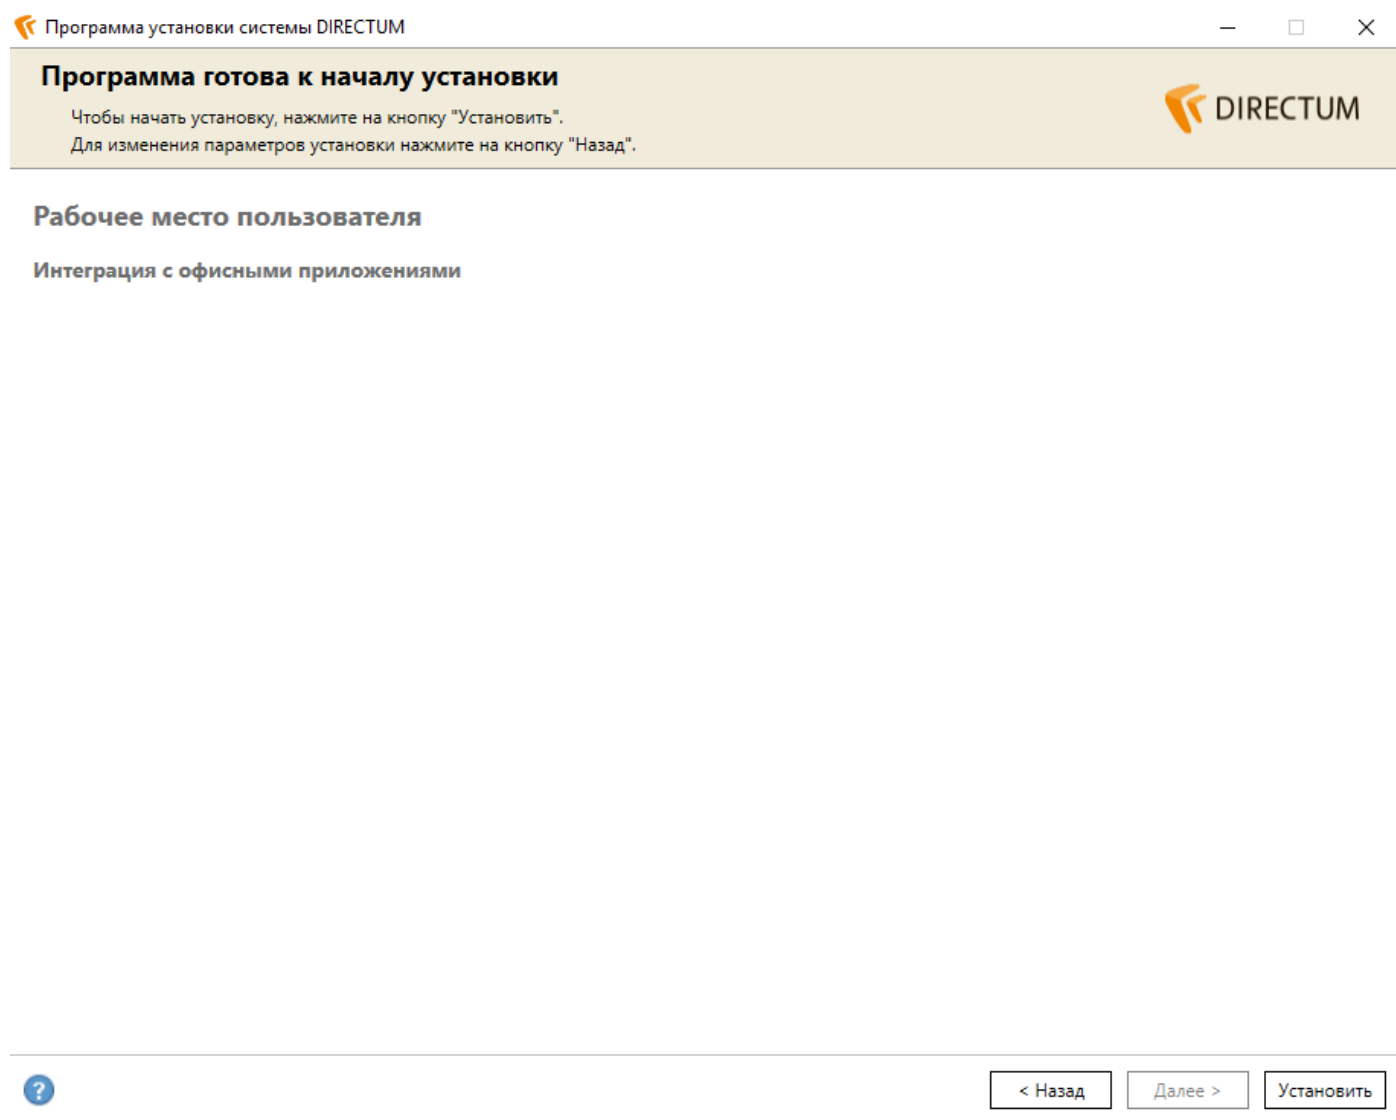 Программа установки системы DIRECTUM
Программа готова к началу установки
Чтобы начать установку, нажмите на кнопку "Установить".
Для изменения параметров установки нажмите на кнопку "Назад".
DIRECTUM
Рабочее место пользователя
Интеграция с офисными приложениями
?
< Назад
Далее >
Установить